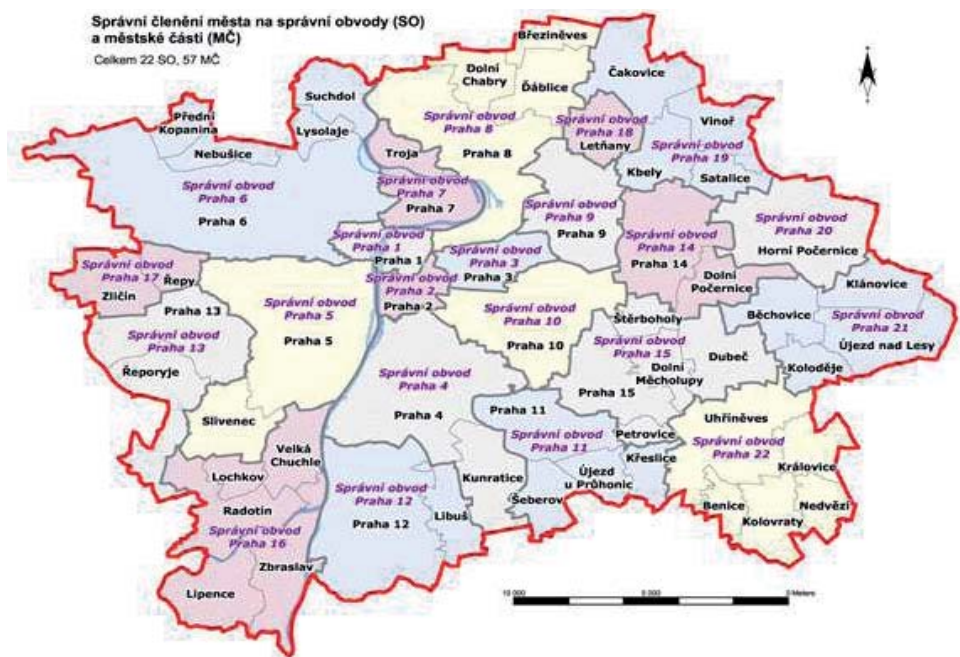 Správní členění města na správní obvody (SO)
a městské části (MČ)
Celkem 22 SO, 57 MČ
Březiněves
Dolní
Chabry
Ďáblice
Čakovice
Suchdol
Přední
Kopanina
Lysolaje
Nebušice
Správní obvod
Praha 8
Praha 8
Správní obvod
Praha 18
Letňany
Vinoř
Správní obvod
Praha 19
Kbely
Satalice
Troja
Správní obvod
Praha 7
Praha 7
Správní obvod
Praha 6
Praha 6
Správní obvod
Praha 9
Praha 9
Správní obvod
Praha 20
Horní Počernice
Správní obvod
Praha 1
Praha 1
Správní obvod
Praha 3
Praha 3
Správní obvod
Praha 14
Praha 14
Dolní
Počernice
Správní obvod
Praha 17
Řepy
Zličín
Správní obvod
Praha 2
Praha 2
Klánovice
Běchovice
Správní obvod
Praha 21
Újezd nad Lesy
Koloděje
Praha 13
Správní obvod
Praha 13
Řeporyje
Správní obvod
Praha 5
Praha 5
Správní obvod
Praha 10
Praha 10
Štěrboholy
Správní obvod
Praha 15
Dubeč
Dolní
Měcholupy
Praha 15
Petrovice
Správní obvod
Praha 4
Praha 4
Slivenec
Praha 11
Správní obvod
Praha 11
Křeslice
Újezd
u Průhonic
Šeberov
Uhříněves
Správní obvod
Praha 22
Královice
Nedvězí
Benice
Kolovraty
Velká
Chuchle
Lochkov
Radotín
Správní obvod
Praha 16
Zbraslav
Lipence
Správní obvod
Praha 12
Praha 12
Libuš
Kunratice
10 000
5 000
0 Meters